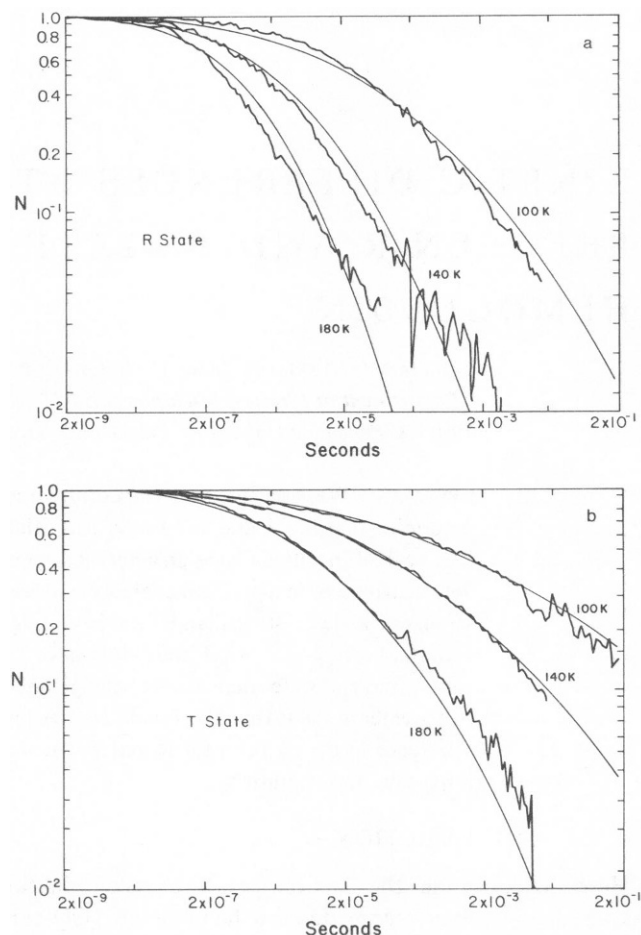 a
1.0
0.8
0.6
0.4
0.2
10⁻¹
10⁻²
N
R State
100 K
140 K
180 K
2x10⁻⁹ 2x10⁻⁷ 2x10⁻⁵ 2x10⁻³ 2x10⁻¹
Seconds
b
1.0
0.8
0.6
0.4
0.2
10⁻¹
10⁻²
N
T State
100 K
140 K
180 K
2x10⁻⁹ 2x10⁻⁷ 2x10⁻⁵ 2x10⁻³ 2x10⁻¹
Seconds